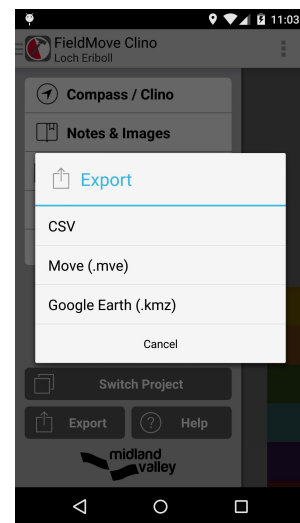 11:03
FieldMove Clino
Loch Eriboll
Compass / Clino
Notes & Images
Export
CSV
Move (.mve)
Google Earth (.kmz)
Cancel
Switch Project
Export
Help
midland
valley